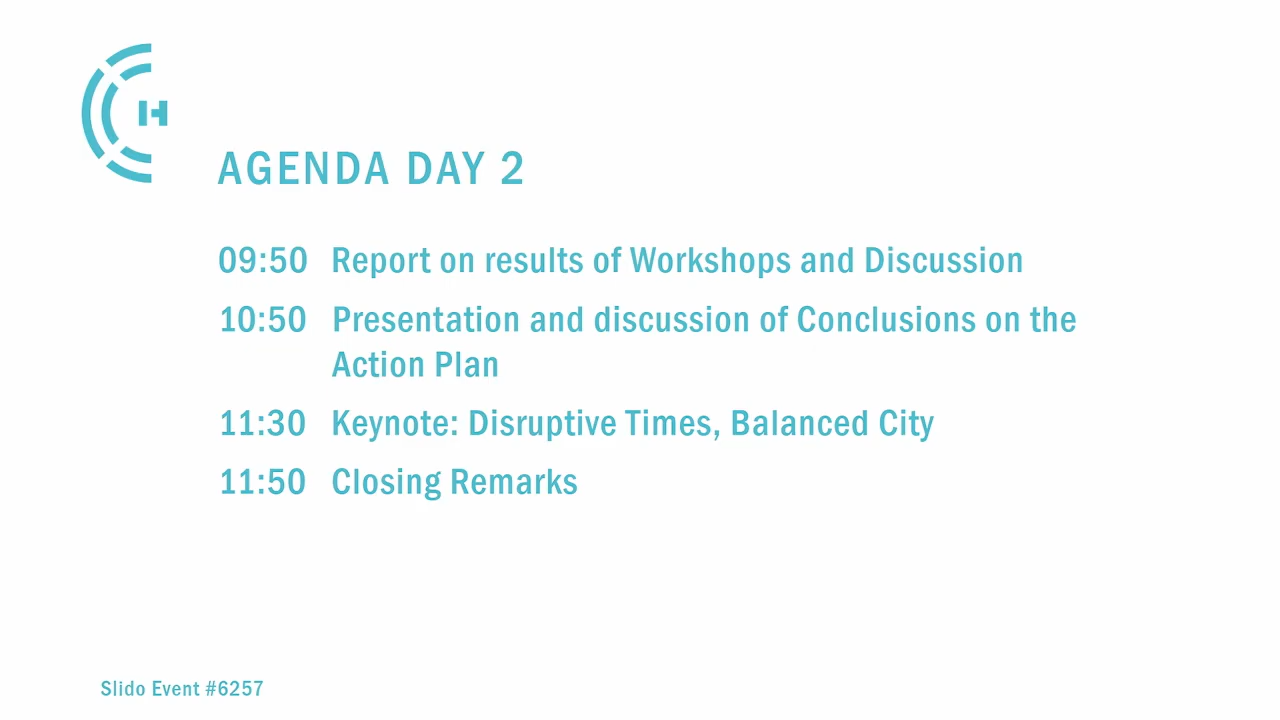 AGENDA DAY 2
09:50 Report on results of Workshops and Discussion
10:50 Presentation and discussion of Conclusions on the
Action Plan
11:30 Keynote: Disruptive Times, Balanced City
11:50 Closing Remarks
Slido Event #6257